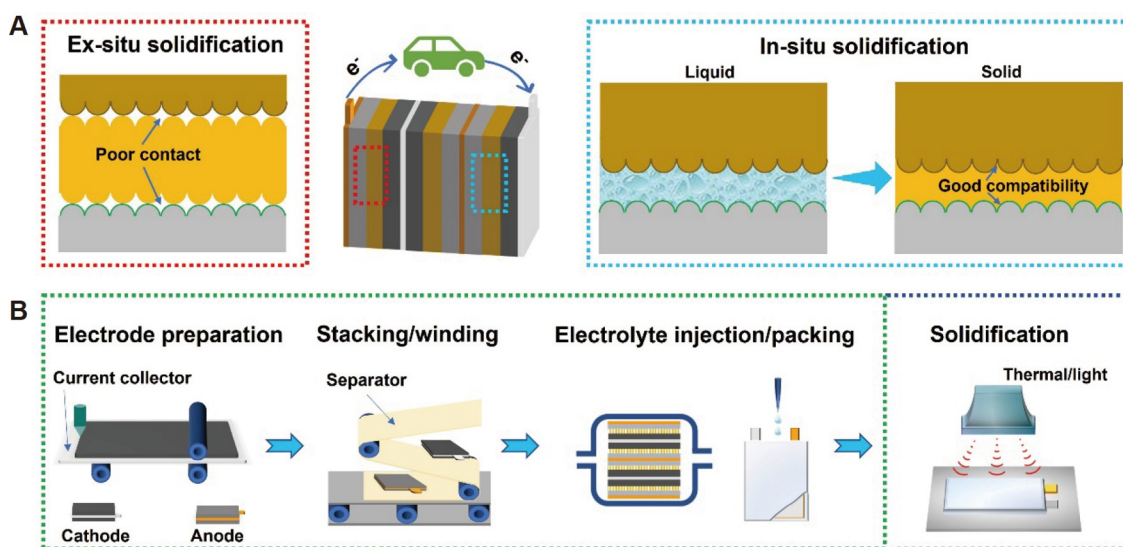 A
Ex-situ solidification
Poor contact
e-
e-
In-situ solidification
Liquid
Solid
Good compatibility
B
Electrode preparation
Current collector
Cathode
Anode
Stacking/winding
Separator
Electrolyte injection/packing
Solidification
Thermal/light